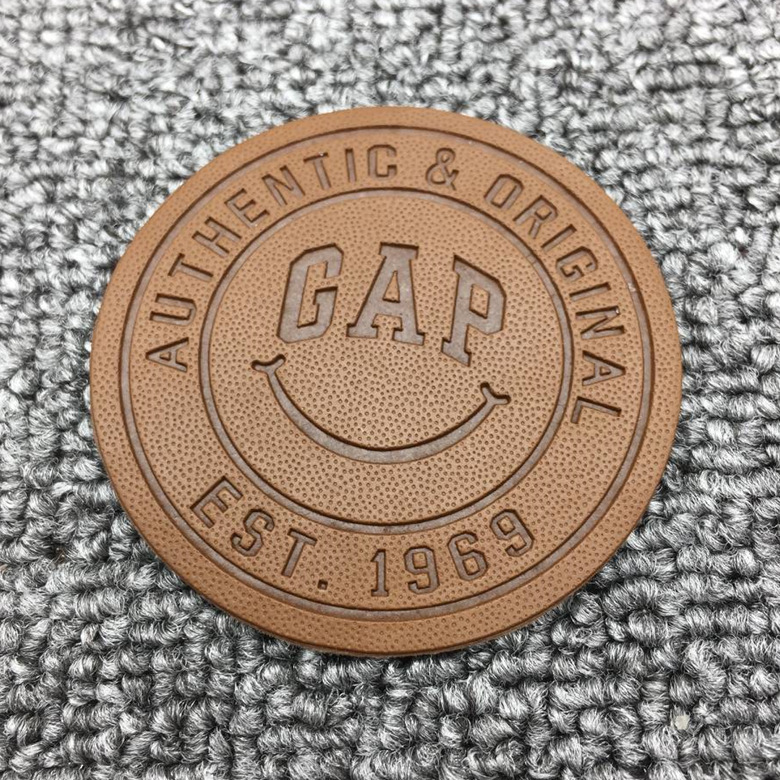 AUTHENTIC & ORIGINAL
GAP
EST. 1969